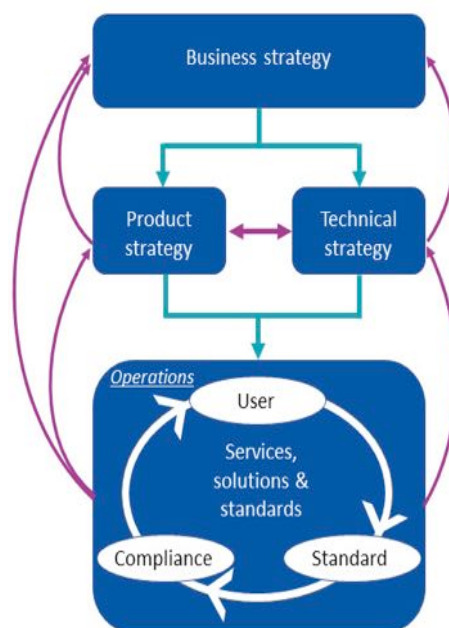 Business strategy
Product
strategy
Technical
strategy
Operations
User
Services,
solutions &
standards
Compliance
Standard